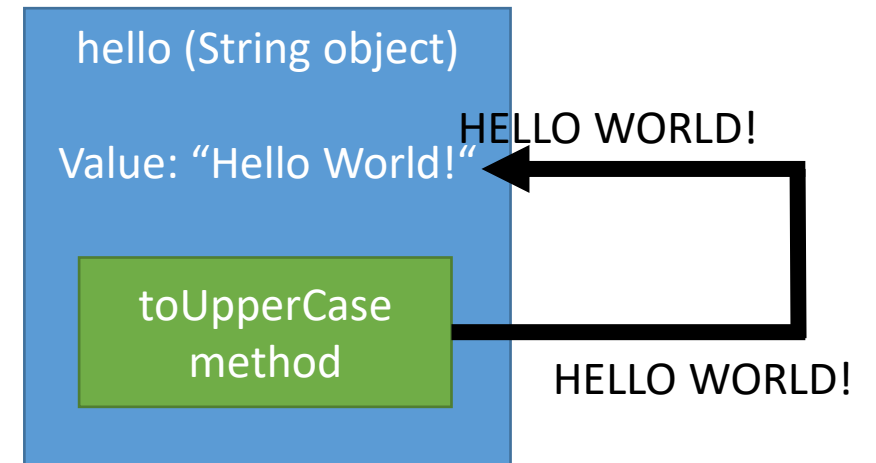 hello (String object)
HELLO WORLD!
Value: “Hello World!“
toUpperCase
method
HELLO WORLD!